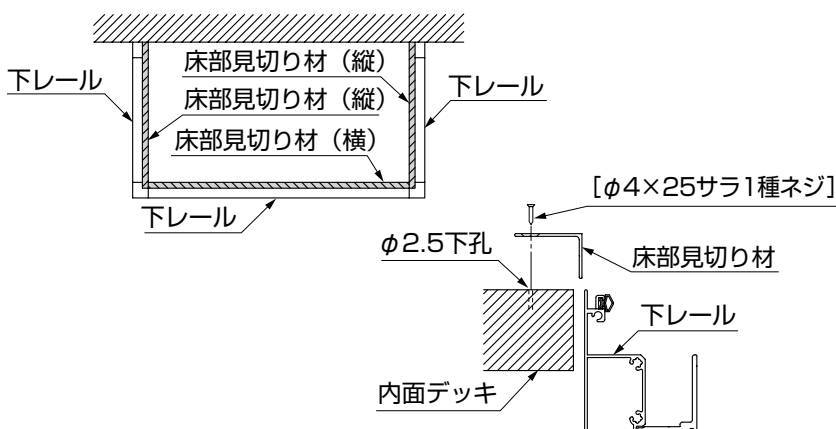 床部見切り材（縦）
下レール
下レール
床部見切り材（縦）
床部見切り材（横）
下レール
[φ4×25サラ1種ネジ]
φ2.5下孔
床部見切り材
下レール
内面デッキ